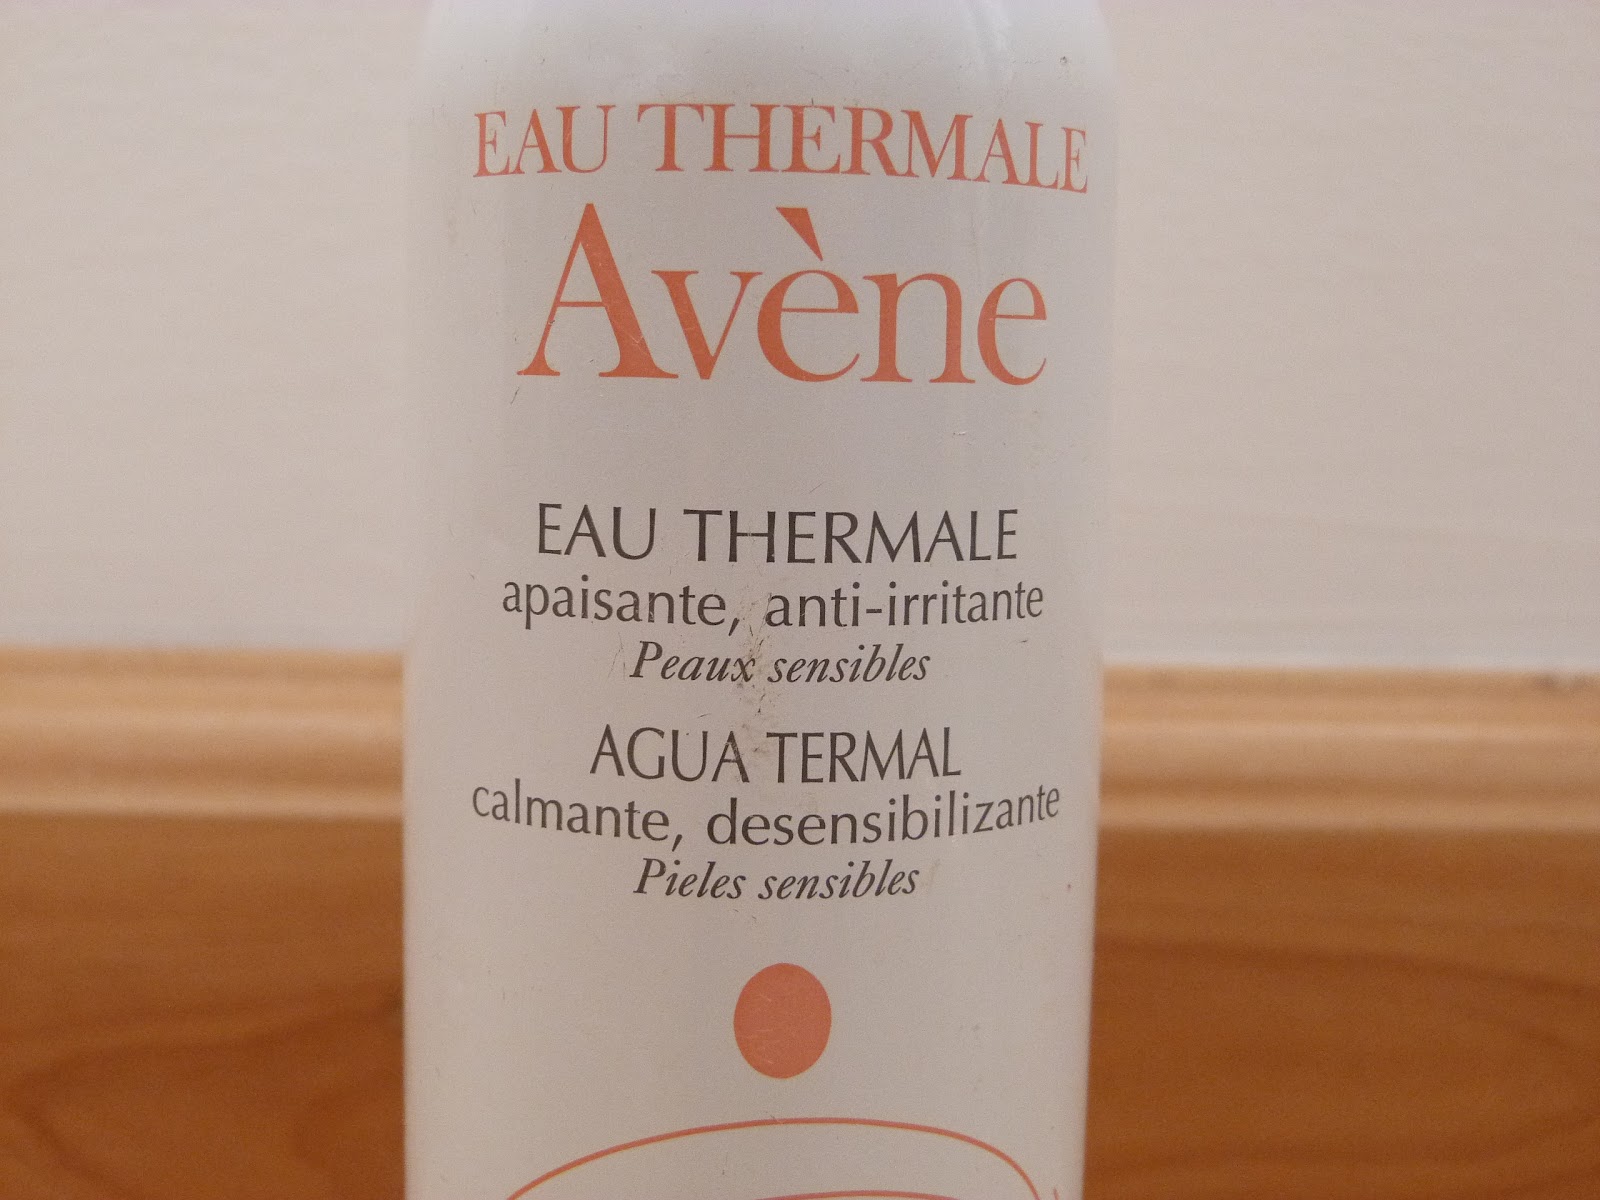 EAU THERMALE
Avène
EAU THERMALE
apaisante, anti-irritante
Peaux sensibles
AGUA TERMAL
calmante, desensibilizante
Pieles sensibles